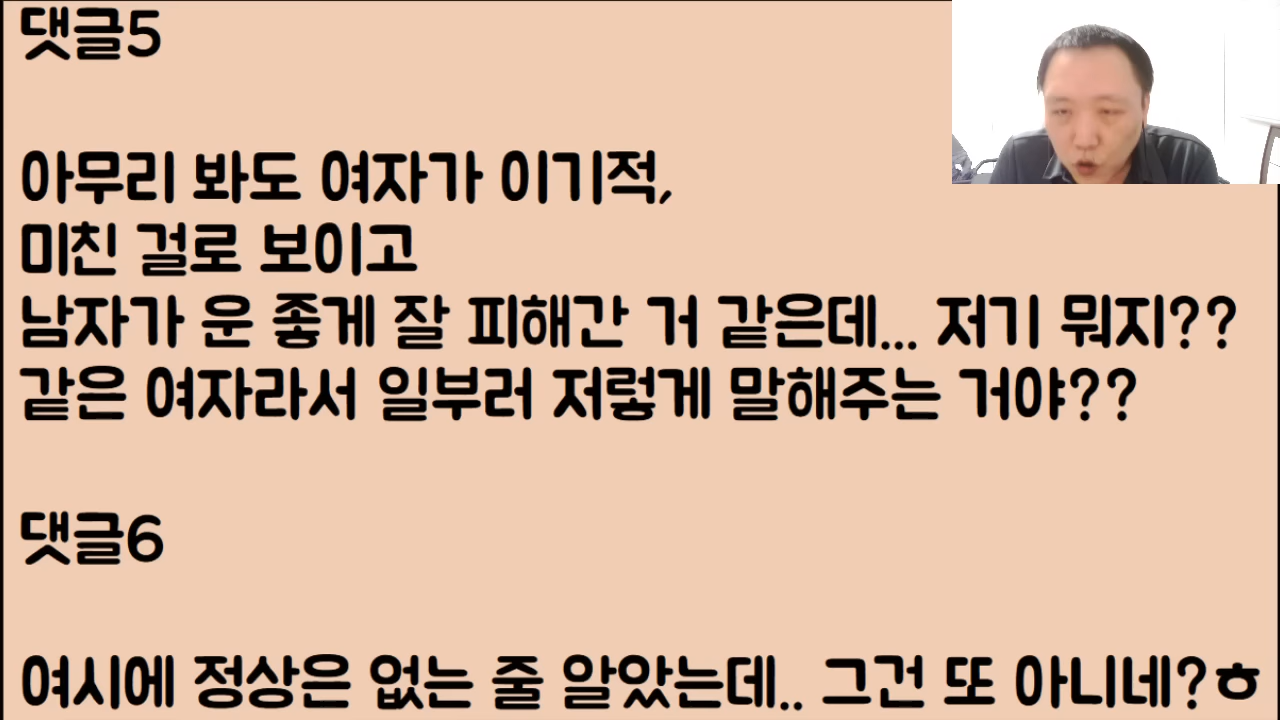 댓글5
아무리 봐도 여자가 이기적,
미친 걸로 보이고
남자가 운 좋게 잘 피해간 거 같은데... 저기 뭐지??
같은 여자라서 일부러 저렇게 말해주는 거야??
댓글6
여시에 정상은 없는 줄 알았는데.. 그건 또 아니네?ㅎ